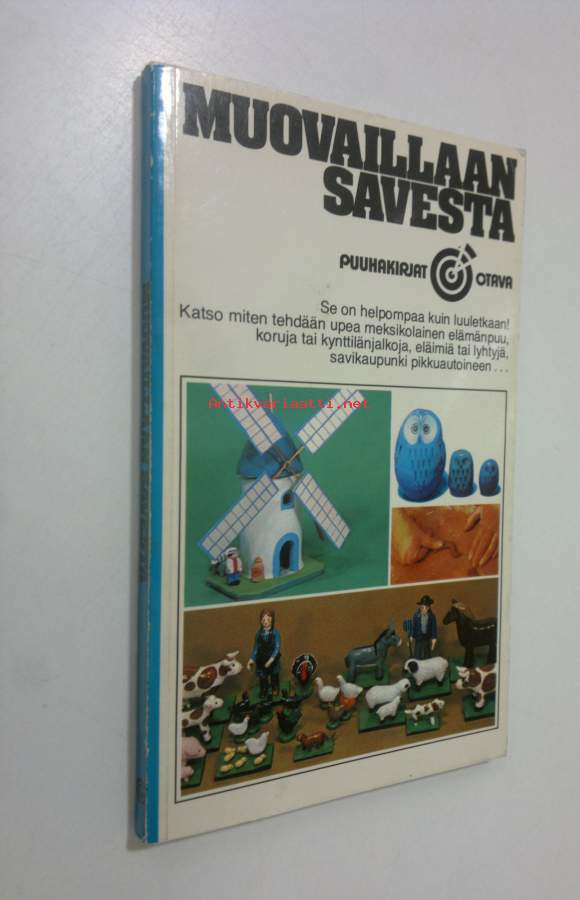 MUOVAILLAAN
SAVESTA
PUUHAKIRJAT OTAVA
Se on helpompaa kuin luuletkaan!
Katso miten tehdään upea meksikolainen elämänpuu,
koruja tai kynttilänjalkoja, eläimiä tai lyhtyjä,
savikaupunki pikkuautoineen . . .
Antikvariaatti.net